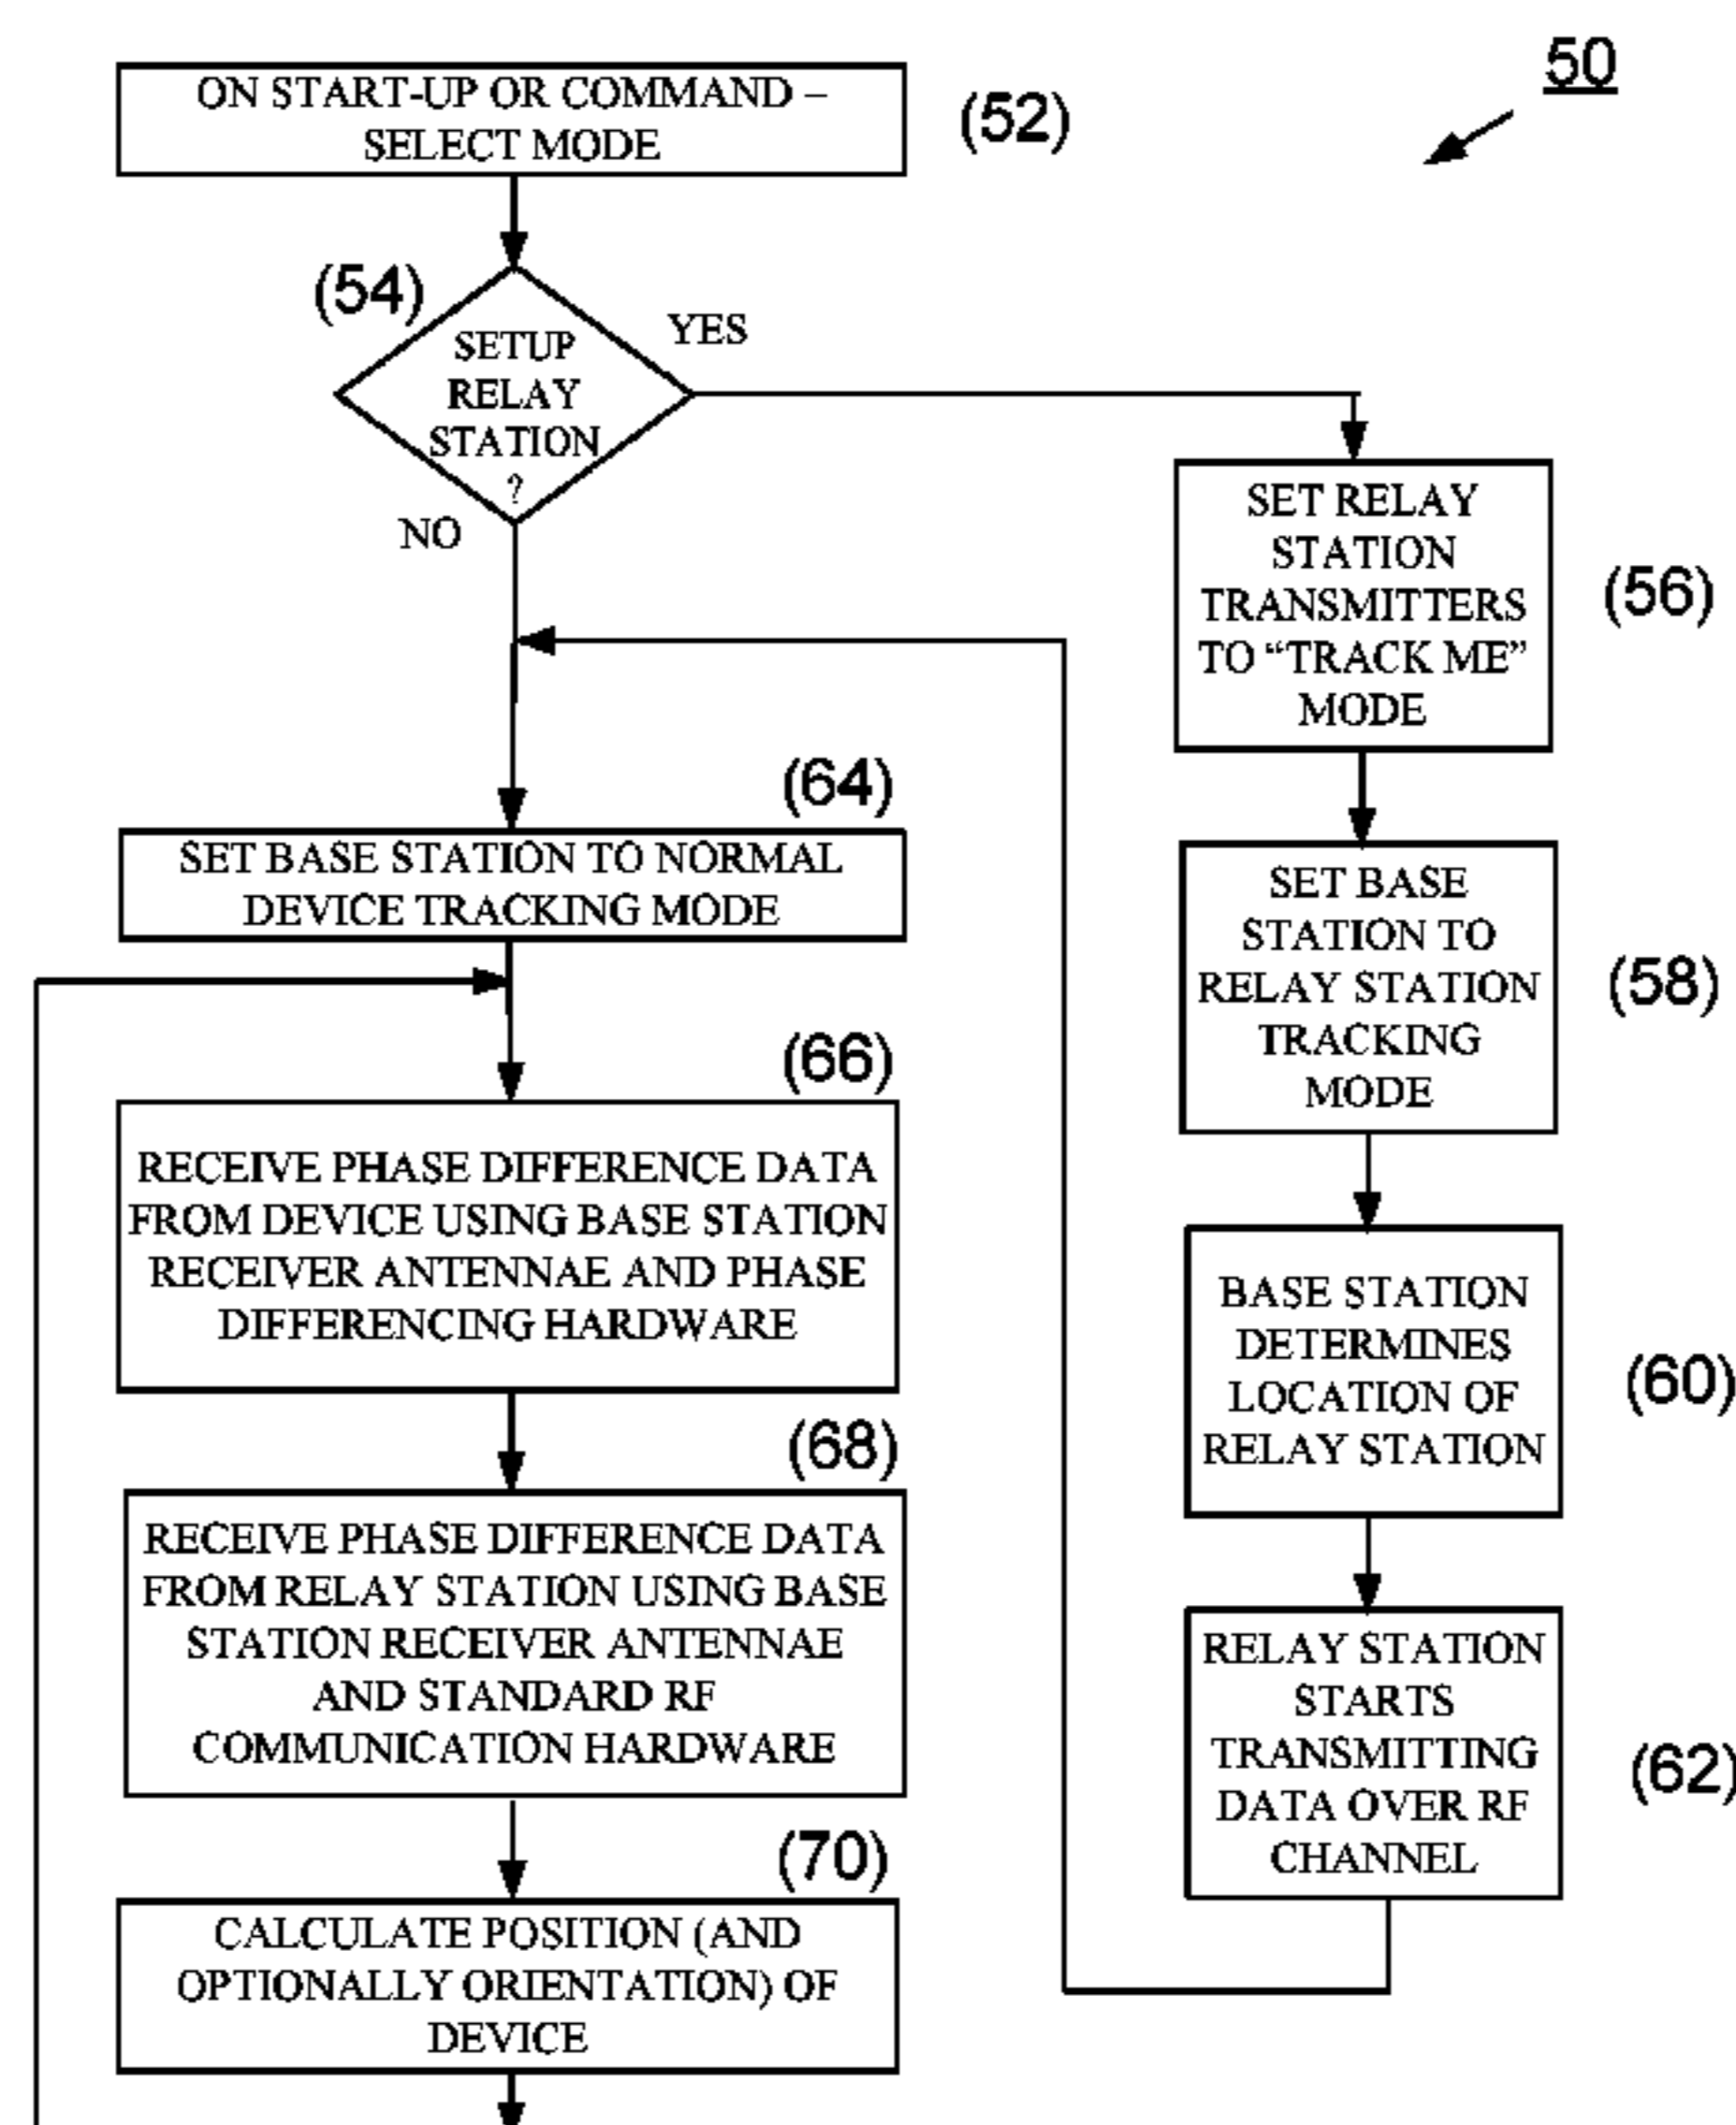 50
ON START-UP OR COMMAND –
SELECT MODE
(52)
(54)
SETUP
RELAY
STATION
?
YES
NO
SET RELAY
STATION
TRANSMITTERS
TO “TRACK ME”
MODE
(56)
SET BASE
STATION TO
RELAY STATION
TRACKING
MODE
(58)
BASE STATION
DETERMINES
LOCATION OF
RELAY STATION
(60)
RELAY STATION
STARTS
TRANSMITTING
DATA OVER RF
CHANNEL
(62)
(64)
SET BASE STATION TO NORMAL
DEVICE TRACKING MODE
(66)
RECEIVE PHASE DIFFERENCE DATA
FROM DEVICE USING BASE STATION
RECEIVER ANTENNAE AND PHASE
DIFFERENCING HARDWARE
(68)
RECEIVE PHASE DIFFERENCE DATA
FROM RELAY STATION USING BASE
STATION RECEIVER ANTENNAE
AND STANDARD RF
COMMUNICATION HARDWARE
(70)
CALCULATE POSITION (AND
OPTIONALLY ORIENTATION) OF
DEVICE